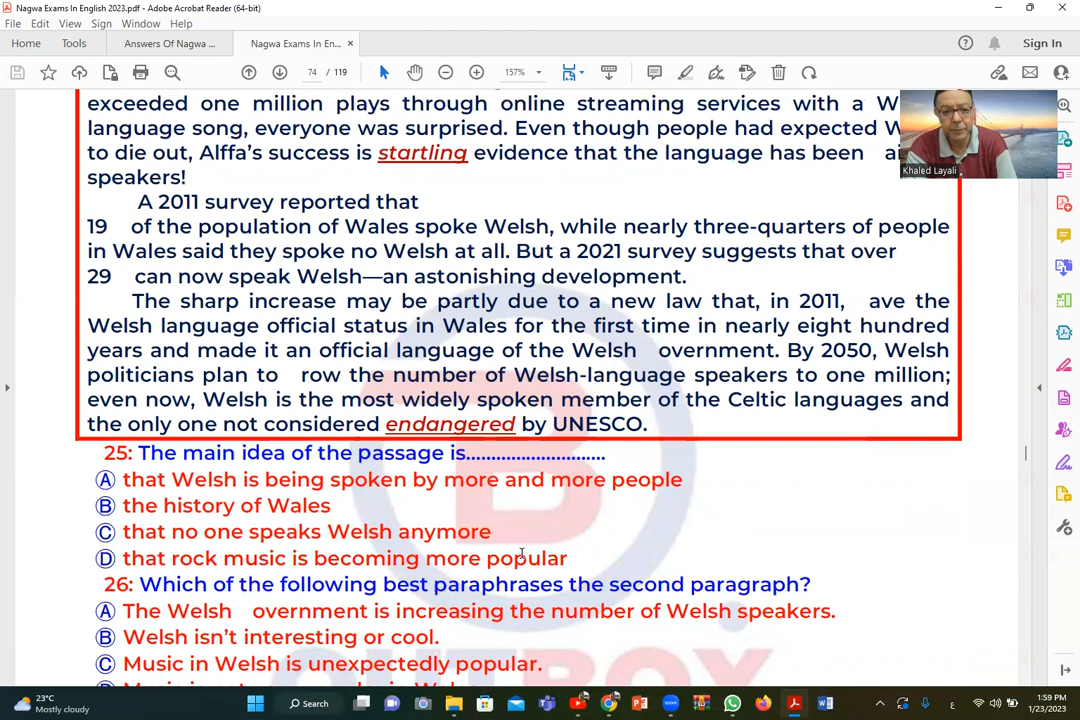 Nagwa Exams In English 2023.pdf - Adobe Acrobat Reader (64-bit)
File Edit View Sign Window Help
Home Tools Answers Of Nagwa ... Nagwa Exams In En... × Sign In
74 / 119 157%
exceeded one million plays through online streaming services with a W
language song, everyone was surprised. Even though people had expected W
to die out, Alffa's success is startling evidence that the language has been a
speakers!
Khaled Layali
A 2011 survey reported that
19 of the population of Wales spoke Welsh, while nearly three-quarters of people
in Wales said they spoke no Welsh at all. But a 2021 survey suggests that over
29 can now speak Welsh—an astonishing development.
The sharp increase may be partly due to a new law that, in 2011, ave the
Welsh language official status in Wales for the first time in nearly eight hundred
years and made it an official language of the Welsh overnment. By 2050, Welsh
politicians plan to row the number of Welsh-language speakers to one million;
even now, Welsh is the most widely spoken member of the Celtic languages and
the only one not considered endangered by UNESCO.
25: The main idea of the passage is...........................
A that Welsh is being spoken by more and more people
B the history of Wales
C that no one speaks Welsh anymore
D that rock music is becoming more popular
26: Which of the following best paraphrases the second paragraph?
A The Welsh overnment is increasing the number of Welsh speakers.
B Welsh isn't interesting or cool.
C Music in Welsh is unexpectedly popular.
OUTBOX
23°C
Mostly cloudy
Search
ع
1:59 PM
1/23/2023